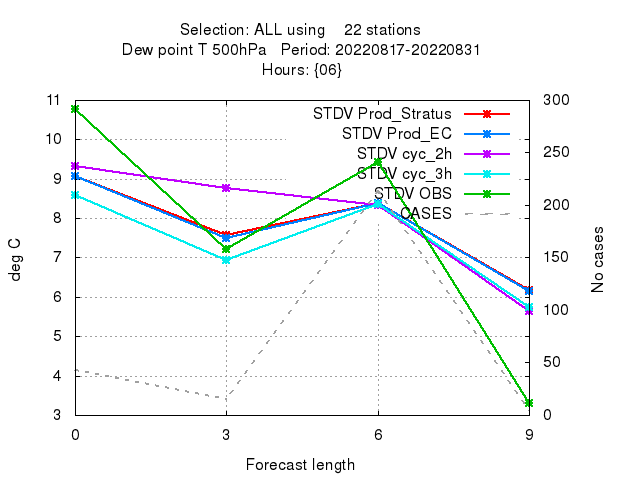 Selection: ALL using    22 stations
Dew point T 500hPa   Period: 20220817-20220831
Hours: {06}
STDV Prod_Stratus
STDV Prod_EC
STDV cyc_2h
STDV cyc_3h
STDV OBS
CASES
11
10
9
8
7
6
5
4
3
300
250
200
150
100
50
0
deg C
No cases
0 3 6 9
Forecast length